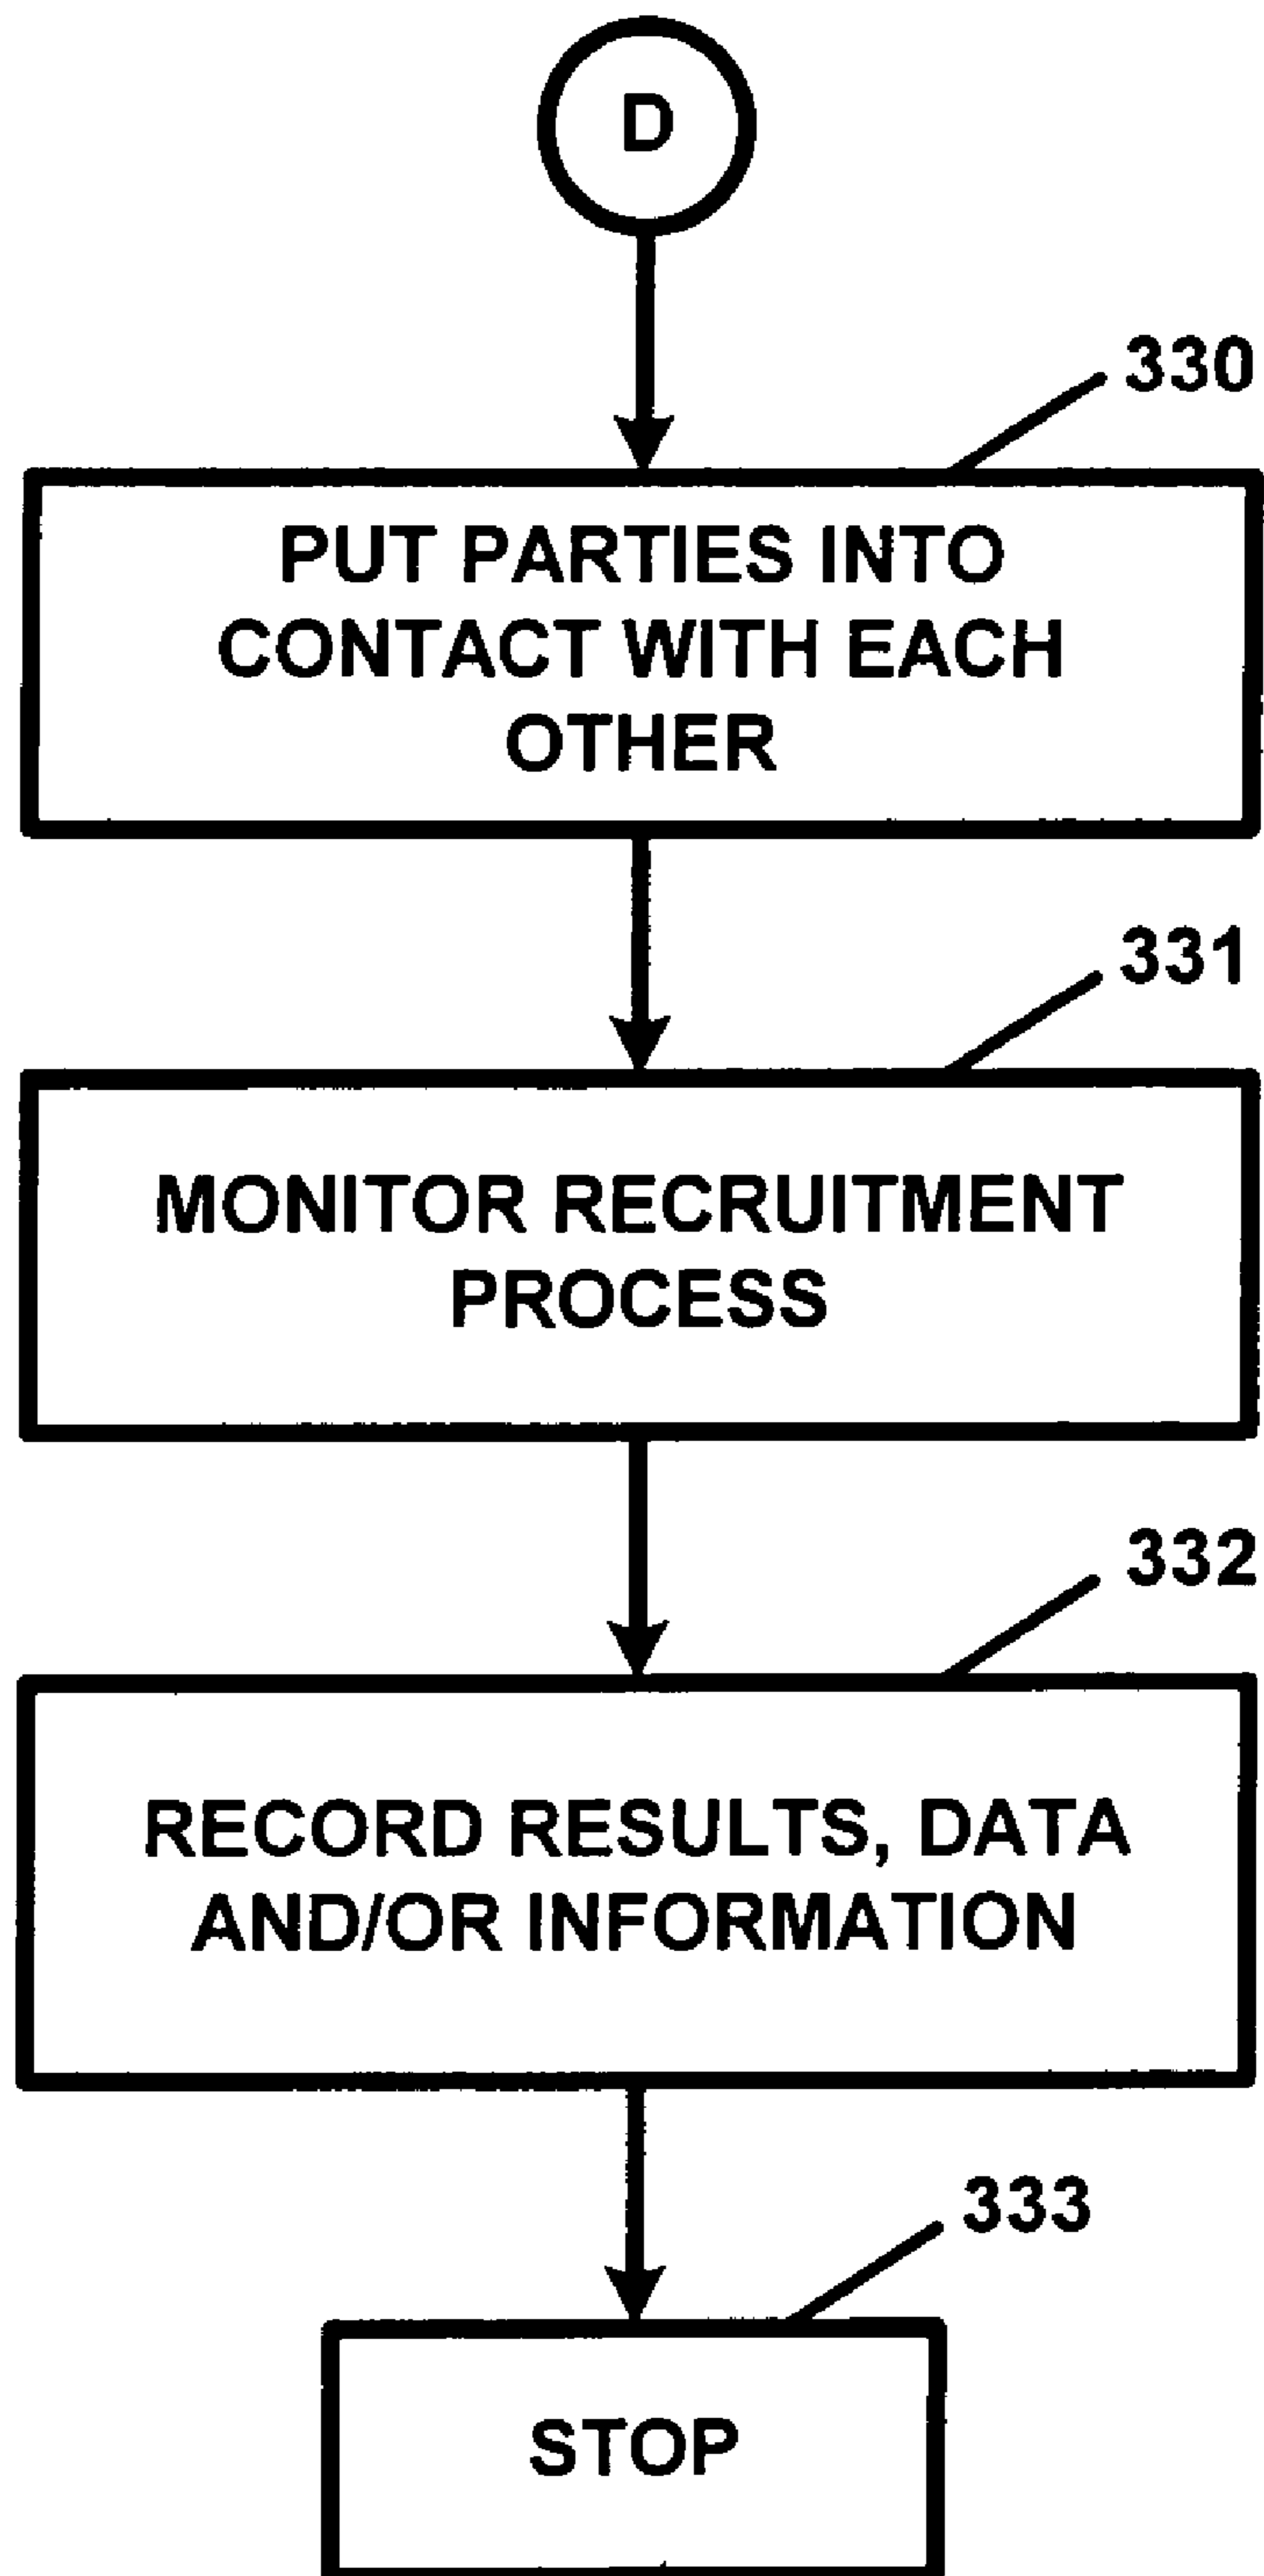 D
330
PUT PARTIES INTO
CONTACT WITH EACH
OTHER
331
MONITOR RECRUITMENT
PROCESS
332
RECORD RESULTS, DATA
AND/OR INFORMATION
333
STOP